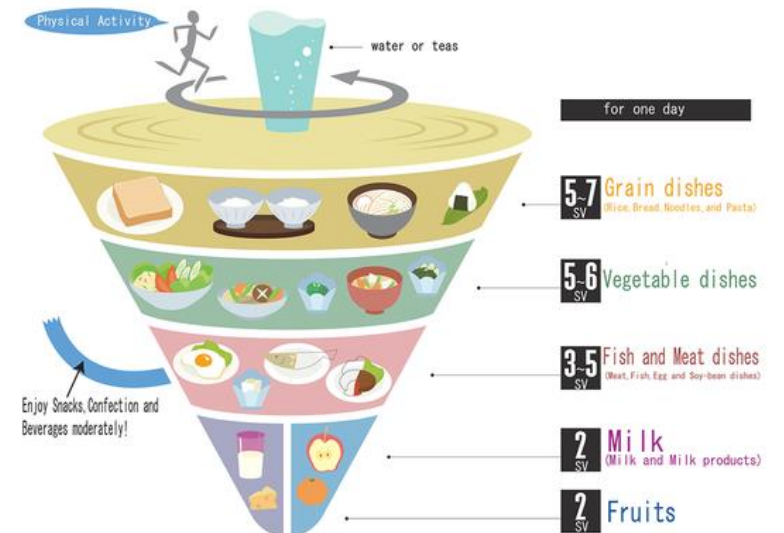 Physical Activity
water or teas
for one day
5~7 SV Grain dishes
(Rice, Bread, Noodles, and Pasta)
5~6 SV Vegetable dishes
3~5 SV Fish and Meat dishes
(Meat, Fish, Egg and Soy-bean dishes)
Enjoy Snacks, Confection and
Beverages moderately!
2 SV Milk
(Milk and Milk products)
2 SV Fruits